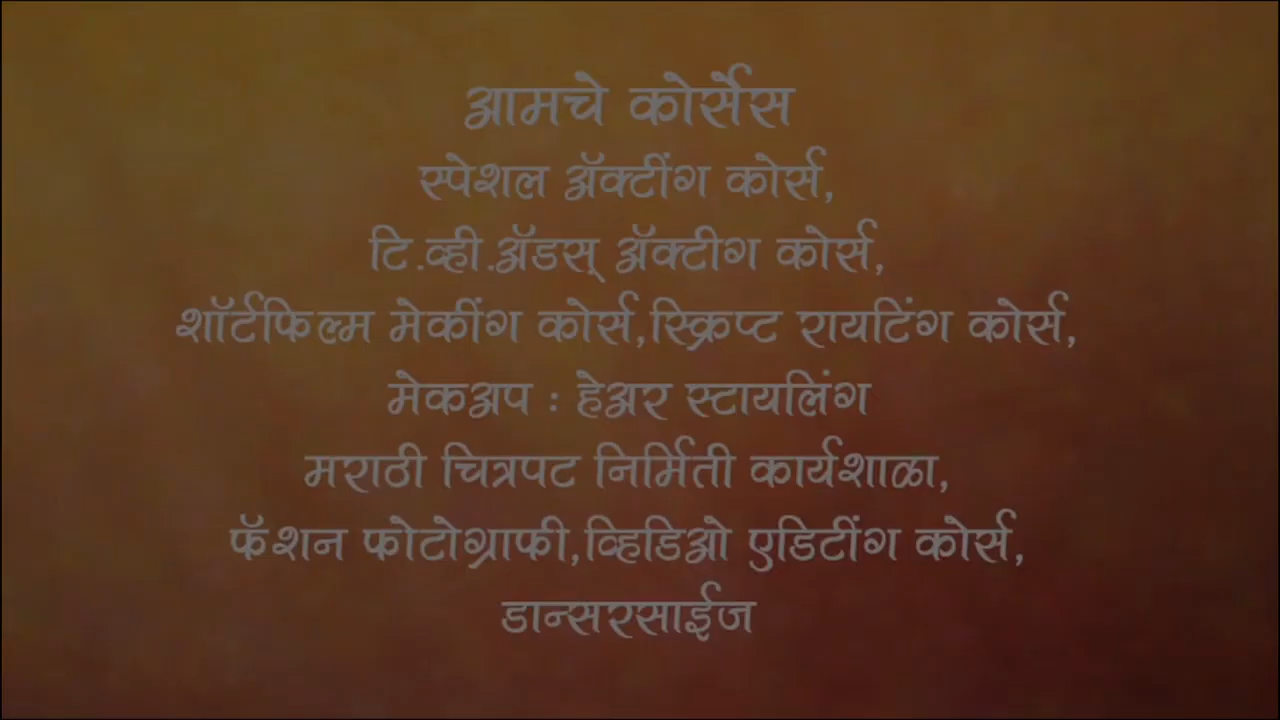 आमचे कोर्सेस
स्पेशल ॲक्टींग कोर्स,
टि.व्ही.ॲडस् ॲक्टीग कोर्स,
शॉर्टफिल्म मेकींग कोर्स,स्क्रिप्ट रायटिंग कोर्स,
मेकअप : हेअर स्टायलिंग
मराठी चित्रपट निर्मिती कार्यशाळा,
फॅशन फोटोग्राफी,व्हिडिओ एडिटींग कोर्स,
डान्सरसाईज